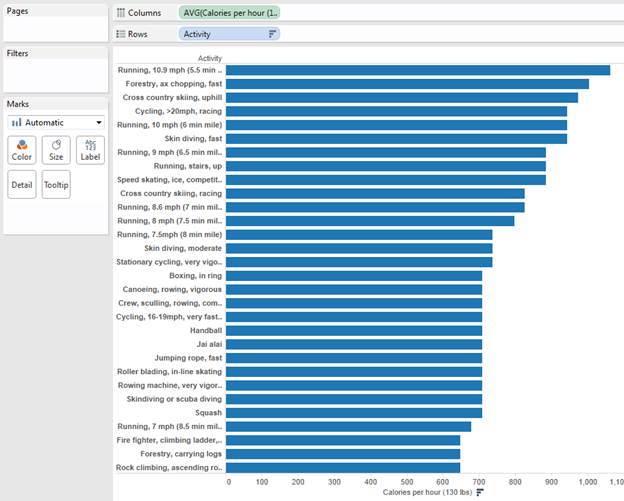 Pages
Columns
AVG(Calories per hour (1..
Rows
Activity
Filters
Marks
Automatic
Color
Size
Abc
123
Label
Detail
Tooltip
Activity
Running, 10.9 mph (5.5 min ..
Forestry, ax chopping, fast
Cross country skiing, uphill
Cycling, >20mph, racing
Running, 10 mph (6 min mile)
Skin diving, fast
Running, 9 mph (6.5 min mil..
Running, stairs, up
Speed skating, ice, competit..
Cross country skiing, racing
Running, 8.6 mph (7 min mil..
Running, 8 mph (7.5 min mil..
Running, 7.5mph (8 min mile)
Skin diving, moderate
Stationary cycling, very vigo..
Boxing, in ring
Canoeing, rowing, vigorous
Crew, sculling, rowing, com..
Cycling, 16-19mph, very fast..
Handball
Jai alai
Jumping rope, fast
Roller blading, in-line skating
Rowing machine, very vigor..
Skindiving or scuba diving
Squash
Running, 7 mph (8.5 min mil..
Fire fighter, climbing ladder,..
Forestry, carrying logs
Rock climbing, ascending ro..
0 100 200 300 400 500 600 700 800 900 1,000 1,10
Calories per hour (130 lbs)